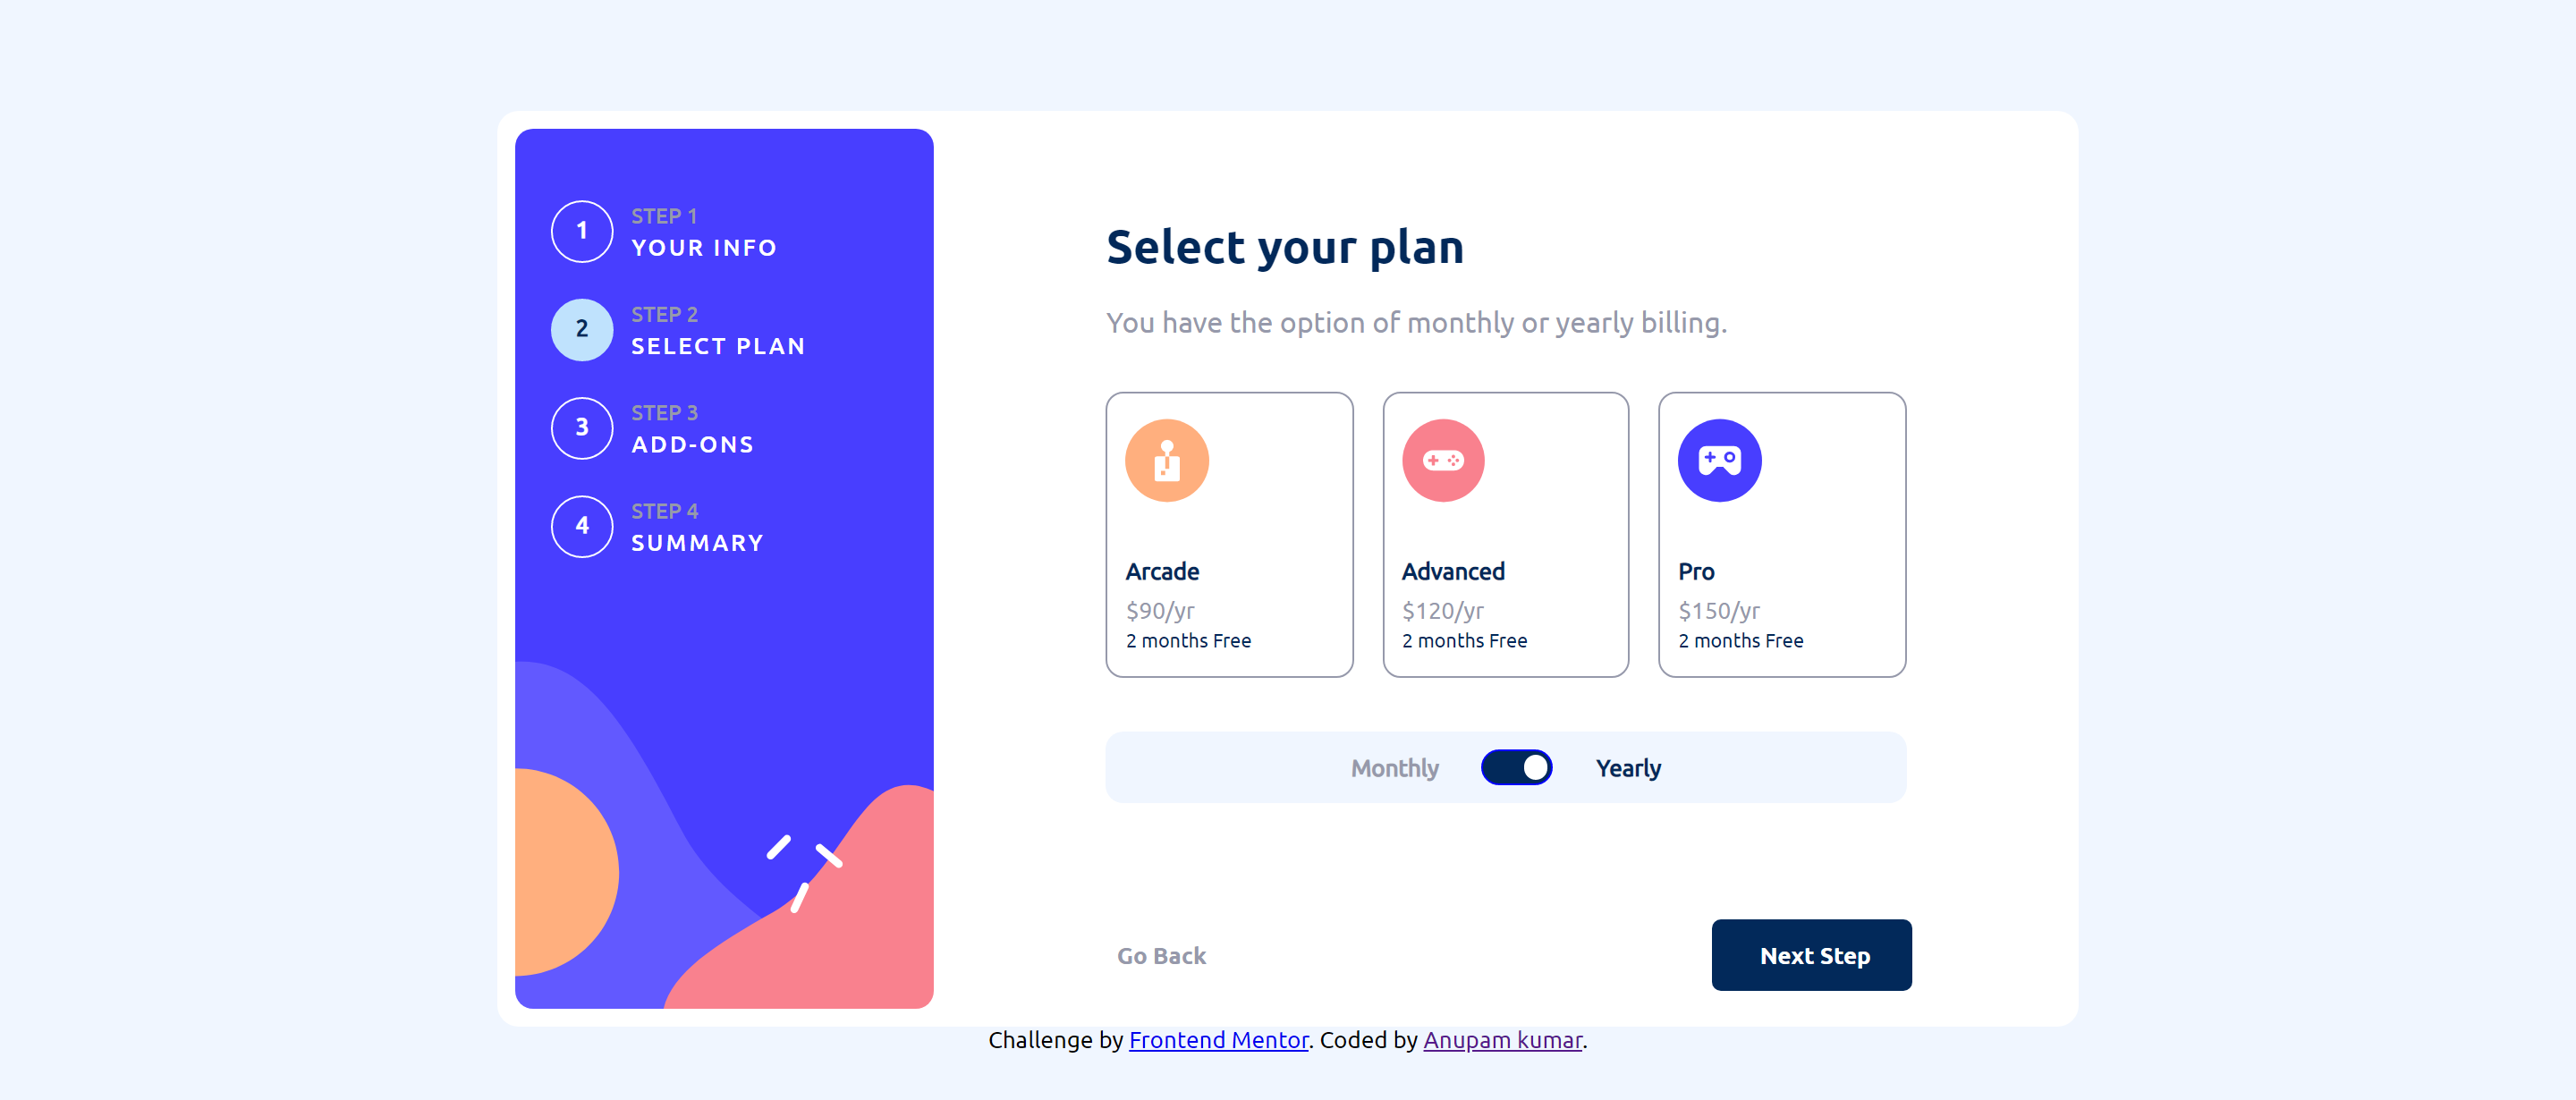 1
STEP 1
YOUR INFO
2
STEP 2
SELECT PLAN
3
STEP 3
ADD-ONS
4
STEP 4
SUMMARY
Select your plan
You have the option of monthly or yearly billing.
Arcade
$90/yr
2 months Free
Advanced
$120/yr
2 months Free
Pro
$150/yr
2 months Free
Monthly Yearly
Go Back Next Step
Challenge by Frontend Mentor. Coded by Anupam kumar.